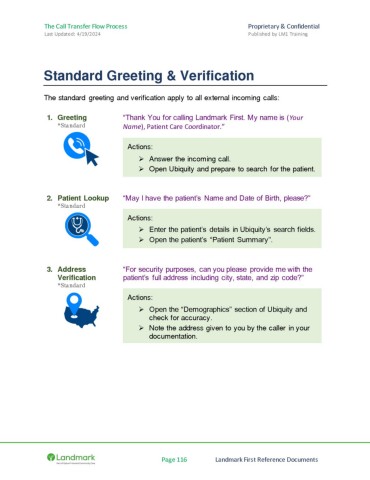 The Call Transfer Flow Process
Proprietary & Confidential
Last Updated: 4/19/2024
Published by LMS Training
Standard Greeting & Verification
The standard greeting and verification apply to all external incoming calls:
1. Greeting
*Standard
"Thank You for calling Landmark First. My name is (Your
Name), Patient Care Coordinator."
Actions:
➢ Answer the incoming call.
➢ Open Ubiquity and prepare to search for the patient.
2. Patient Lookup
*Standard
"May I have the patient's Name and Date of Birth, please?"
Actions:
➢ Enter the patient's details in Ubiquity's search fields.
➢ Open the patient's "Patient Summary".
3. Address
Verification
*Standard
"For security purposes, can you please provide me with the
patient's full address including city, state, and zip code?"
Actions:
➢ Open the "Demographics" section of Ubiquity and
check for accuracy.
➢ Note the address given to you by the caller in your
documentation.
Landmark
Page 116
Landmark First Reference Documents